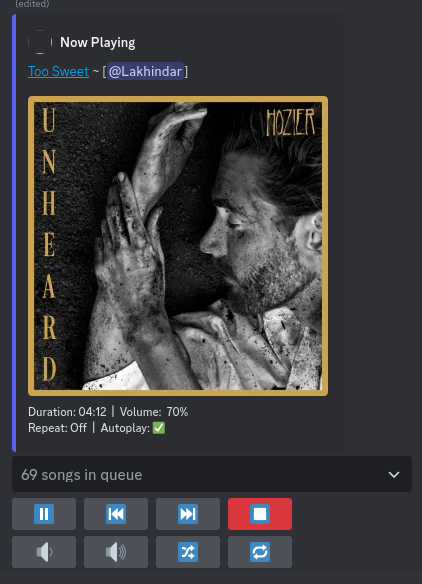 (edited)
Now Playing
Too Sweet ~ [ @Lakhindar ]
HOZIER
UNHEARD
Duration: 04:12 | Volume: 70%
Repeat: Off | Autoplay: ✅
69 songs in queue